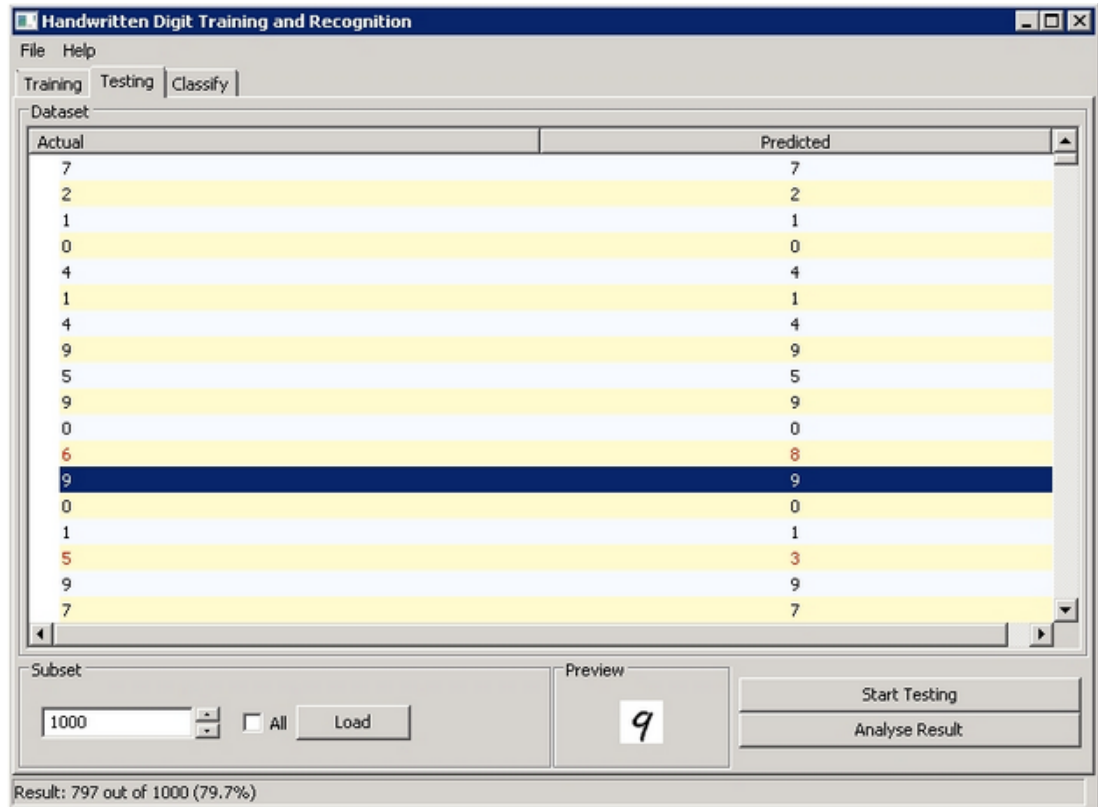 Handwritten Digit Training and Recognition
File Help
Training Testing Classify
Dataset
Actual Predicted
7 7
2 2
1 1
0 0
4 4
1 1
4 4
9 9
5 5
9 9
0 0
6 8
9 9
0 0
1 1
5 3
9 9
7 7
Subset Preview
1000 All Load 9 Start Testing
Analyse Result
Result: 797 out of 1000 (79.7%)